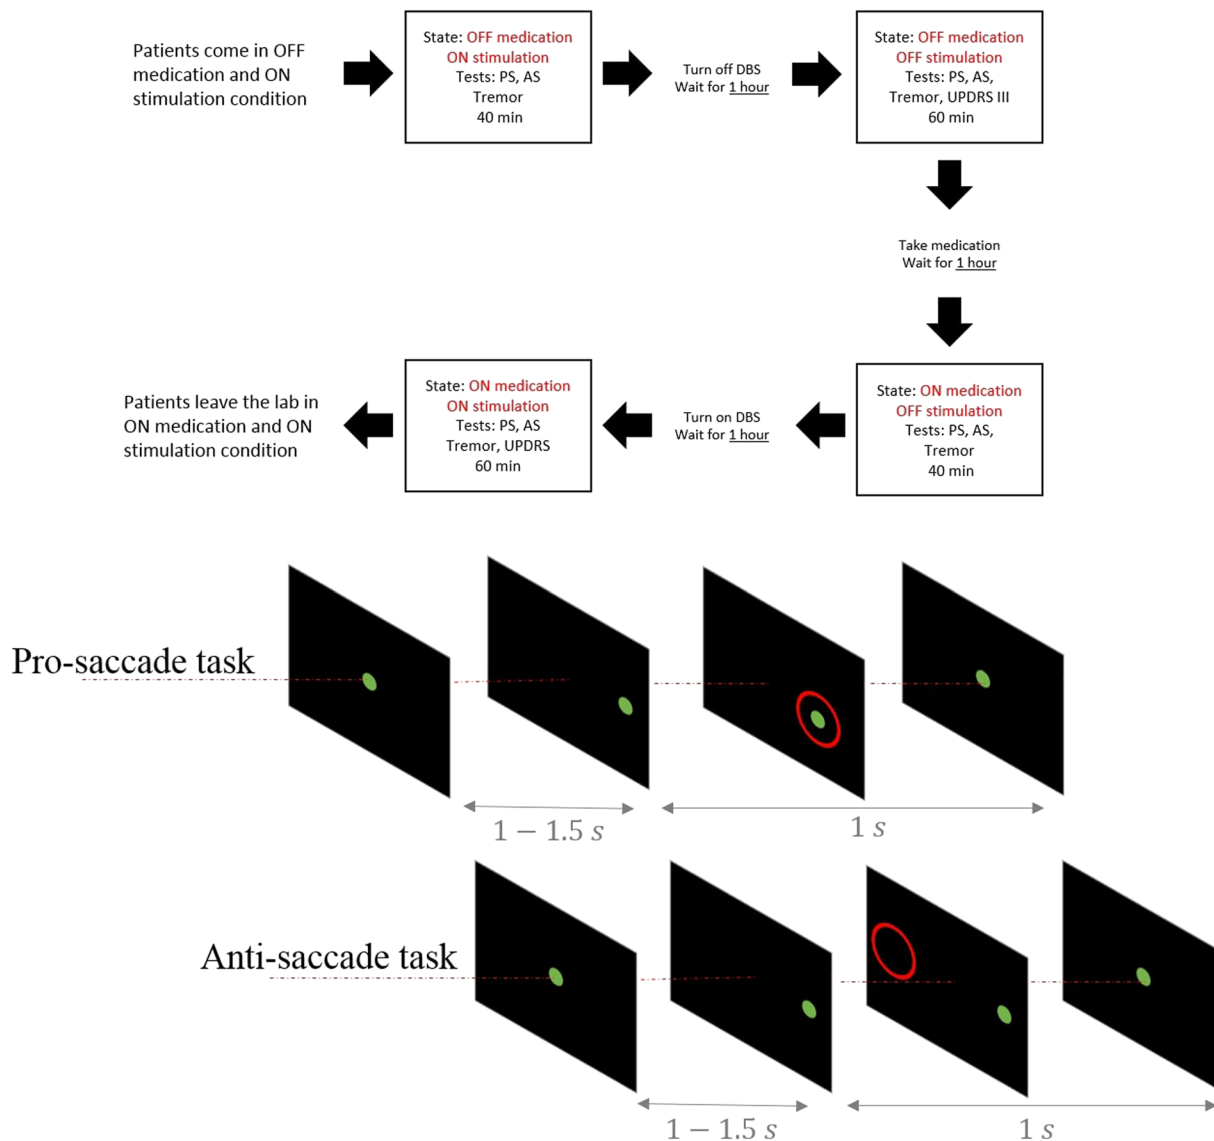 Patients come in OFF
medication and ON
stimulation condition
State: OFF medication
ON stimulation
Tests: PS, AS
Tremor
40 min
Turn off DBS
Wait for 1 hour
State: OFF medication
OFF stimulation
Tests: PS, AS,
Tremor, UPDRS III
60 min
Take medication
Wait for 1 hour
State: ON medication
OFF stimulation
Tests: PS, AS,
Tremor
40 min
Turn on DBS
Wait for 1 hour
State: ON medication
ON stimulation
Tests: PS, AS
Tremor, UPDRS
60 min
Patients leave the lab in
ON medication and ON
stimulation condition
Pro-saccade task
1 − 1.5 s
1 s
Anti-saccade task
1 − 1.5 s
1 s